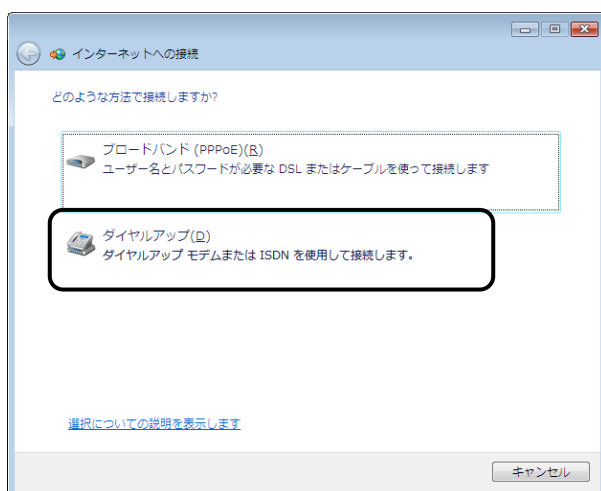 インターネットへの接続
どのような方法で接続しますか?
ブロードバンド (PPPoE)(R)
ユーザー名とパスワードが必要な DSL またはケーブルを使って接続します
ダイヤルアップ(D)
ダイヤルアップ モデムまたは ISDN を使用して接続します。
選択についての説明を表示します
キャンセル